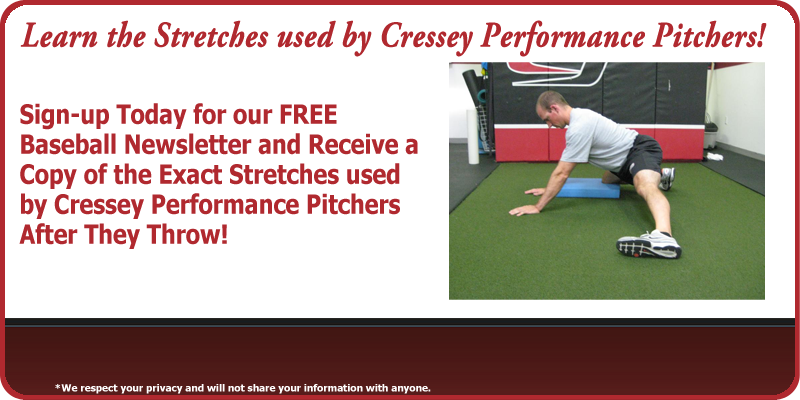 Learn the Stretches used by Cressey Performance Pitchers!
Sign-up Today for our FREE
Baseball Newsletter and Receive a
Copy of the Exact Stretches used
by Cressey Performance Pitchers
After They Throw!
*We respect your privacy and will not share your information with anyone.